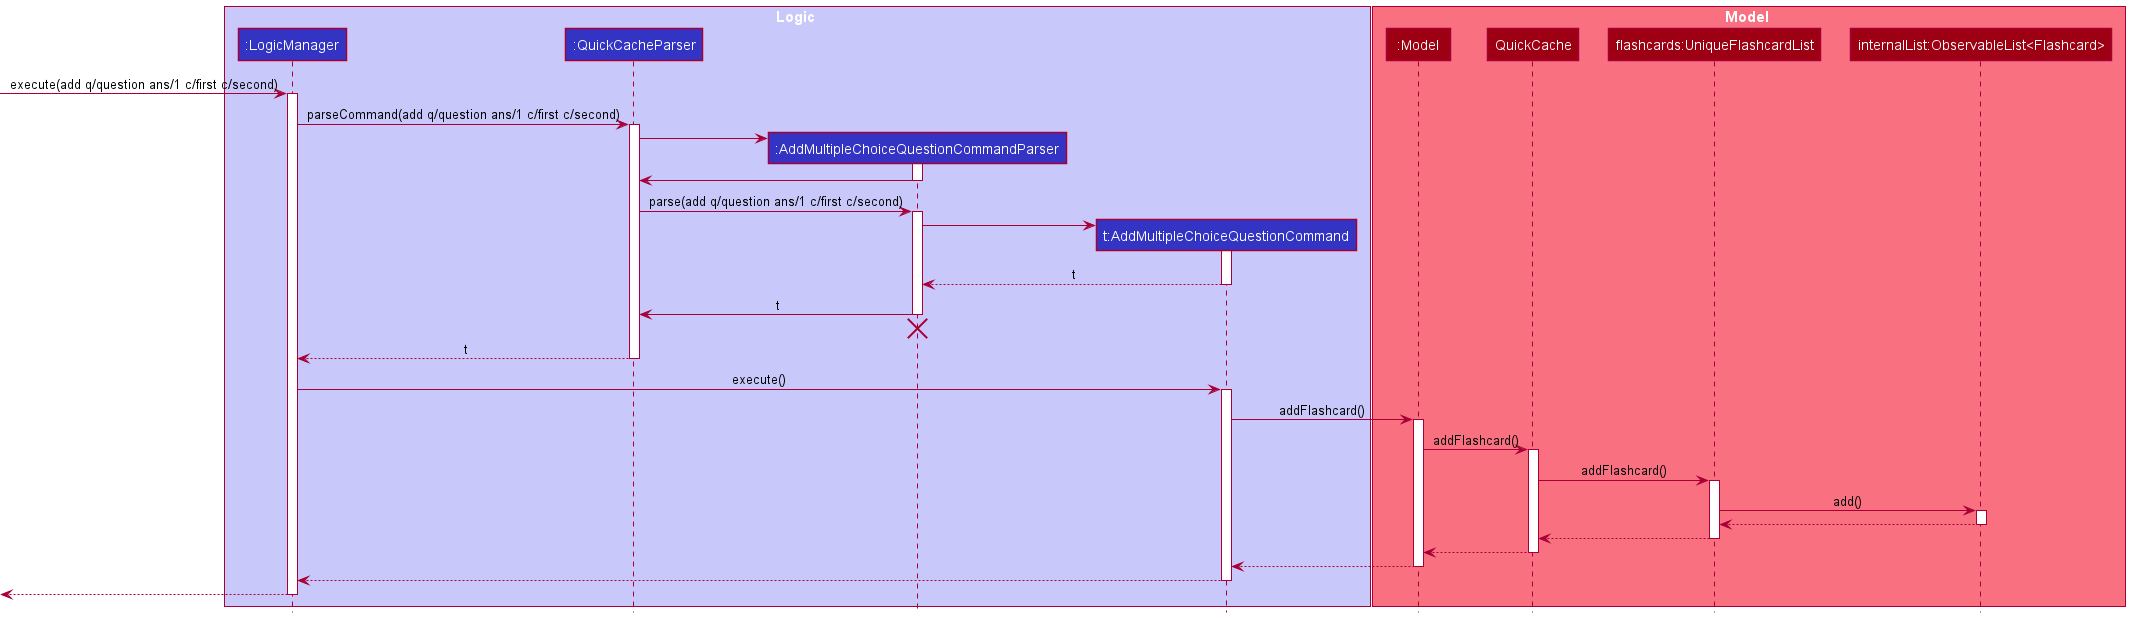 Logic
Model
:LogicManager
:QuickCacheParser
:Model
QuickCache
flashcards:UniqueFlashcardList
internalList:ObservableList<Flashcard>
execute(add q/question ans/1 c/first c/second)
parseCommand(add q/question ans/1 c/first c/second)
:AddMultipleChoiceQuestionCommandParser
parse(add q/question ans/1 c/first c/second)
t:AddMultipleChoiceQuestionCommand
t
t
t
execute()
addFlashcard()
addFlashcard()
addFlashcard()
add()